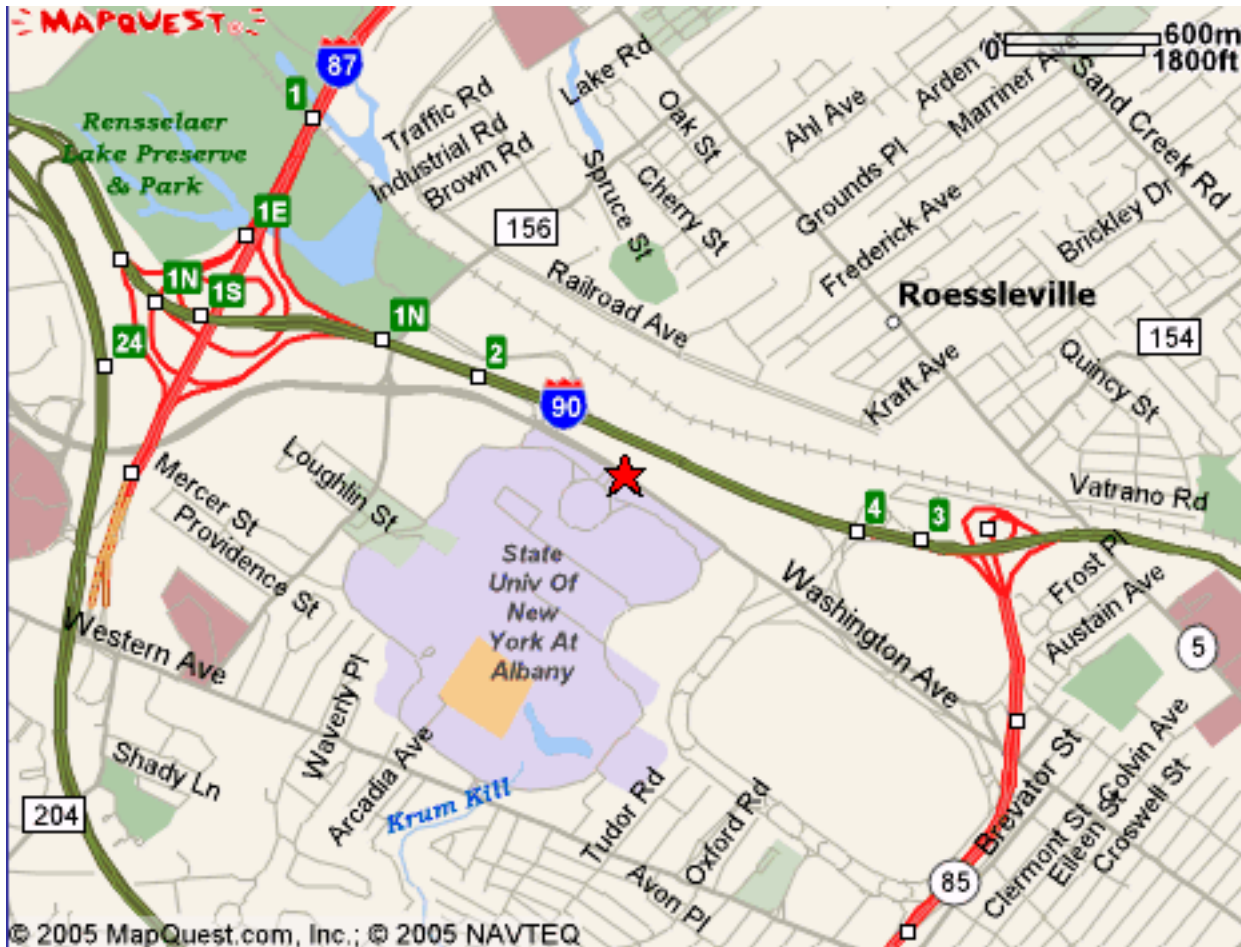 MAPQUEST®
600m
0
1800ft
87
1
Rensselaer
Lake Preserve
& Park
Traffic Rd
Industrial Rd
Brown Rd
Lake Rd
Oak St
Spruce St
Cherry St
Ahl Ave
Arden
Marriner Ave
Sand Creek Rd
Grounds Pl
Frederick Ave
Brickley Dr
1E
156
1N
1S
Railroad Ave
Roessleville
24
1N
2
154
90
Kraft Ave
Quincy St
Loughlin St
Mercer St
Providence St
Vatrano Rd
4
3
State
Univ Of
New
York At
Albany
Washington Ave
Frost Pl
Austain Ave
5
Western Ave
Waverly Pl
Arcadia Ave
Shady Ln
Krum Kill
Tudor Rd
Oxford Rd
Avon Pl
Brevator St
Colvin Ave
Clermont St
Eileen St
Croswell St
204
85
© 2005 MapQuest.com, Inc.; © 2005 NAVTEQ